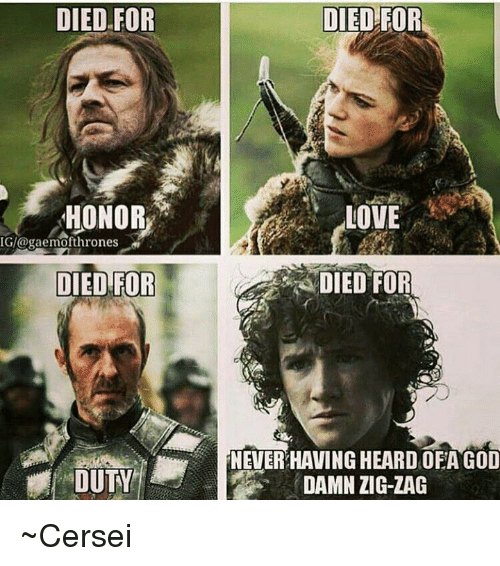 DIED FOR
HONOR
IG/@gaemofthrones
DIED FOR
LOVE
DIED FOR
DUTY
DIED FOR
NEVER HAVING HEARD OF A GOD
DAMN ZIG-ZAG
~Cersei